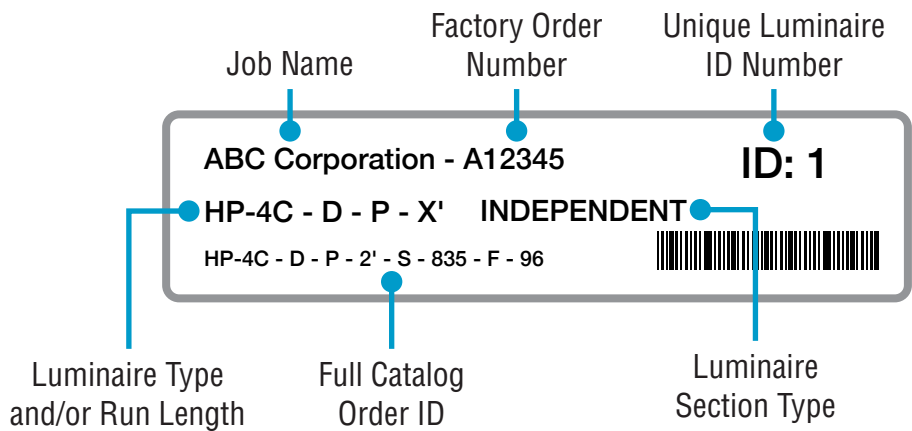 Job Name
Factory Order
Number
Unique Luminaire
ID Number
ABC Corporation - A12345
ID: 1
HP-4C - D - P - X' INDEPENDENT
HP-4C - D - P - 2' - S - 835 - F - 96
Luminaire Type
and/or Run Length
Full Catalog
Order ID
Luminaire
Section Type